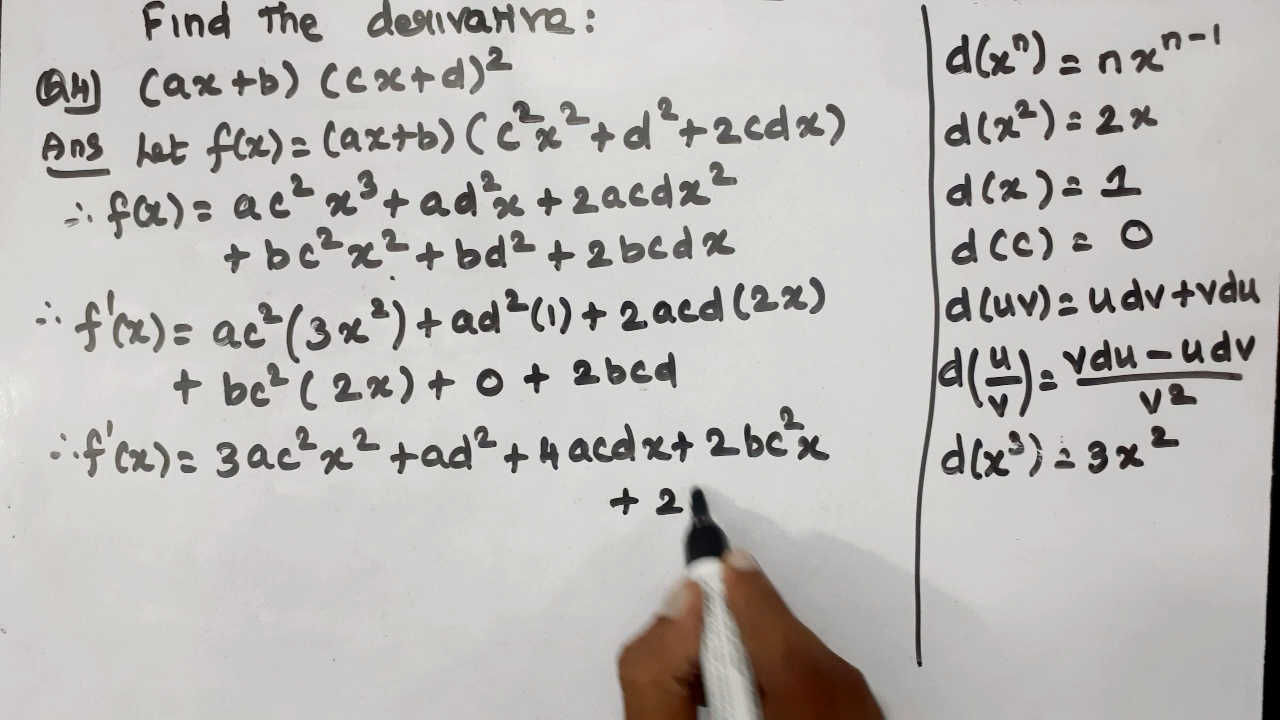 Find the derivative:
Q4) (ax+b) (cx+d)²
Ans Let f(x) = (ax+b) (c²x² + d² + 2cdx)
∴ f(x) = ac²x³ + ad²x + 2acdx²
+ bc²x² + bd² + 2bcdx
∴ f'(x) = ac²(3x²) + ad²(1) + 2acd(2x)
+ bc²(2x) + 0 + 2bcd
∴ f'(x) = 3ac²x² + ad² + 4acdx + 2bc²x
+ 2
d(xⁿ) = nxⁿ⁻¹
d(x²) = 2x
d(x) = 1
d(c) = 0
d(uv) = udv + vdu
d(u/v) = vdu - udv / v²
d(x³) = 3x²